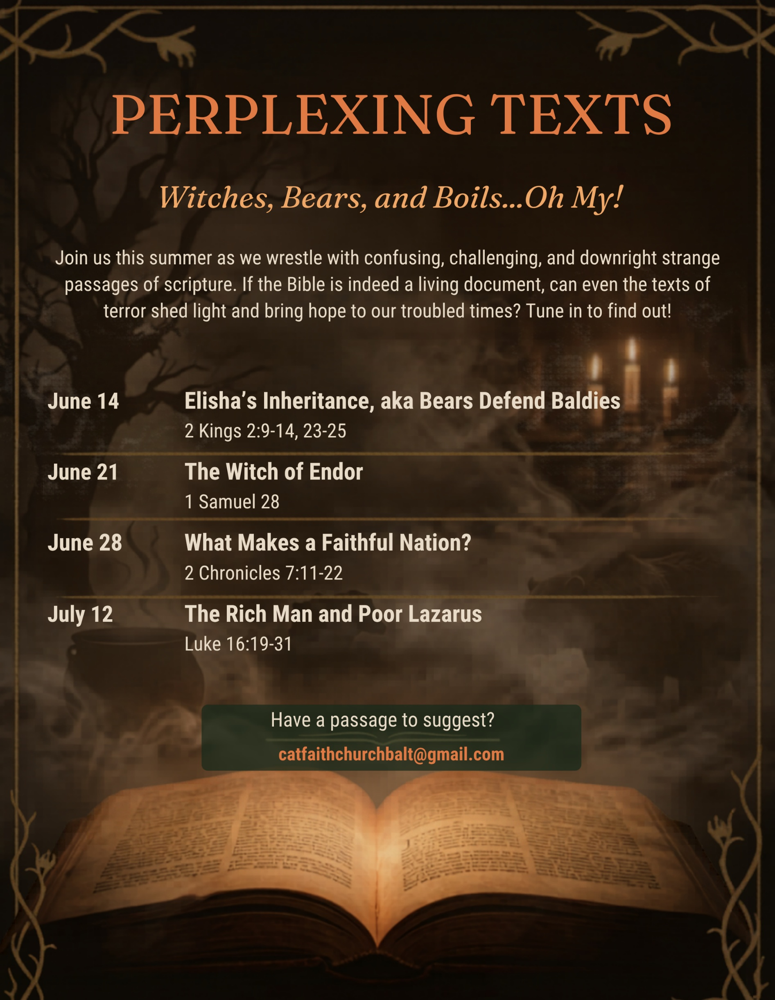 PERPLEXING TEXTS
Witches, Bears, and Boils...Oh My!
Join us this summer as we wrestle with confusing, challenging, and downright strange
passages of scripture. If the Bible is indeed a living document, can even the texts of
terror shed light and bring hope to our troubled times? Tune in to find out!
June 14 Elisha’s Inheritance, aka Bears Defend Baldies
2 Kings 2:9-14, 23-25
June 21 The Witch of Endor
1 Samuel 28
June 28 What Makes a Faithful Nation?
2 Chronicles 7:11-22
July 12 The Rich Man and Poor Lazarus
Luke 16:19-31
Have a passage to suggest?
catfaithchurchbalt@gmail.com